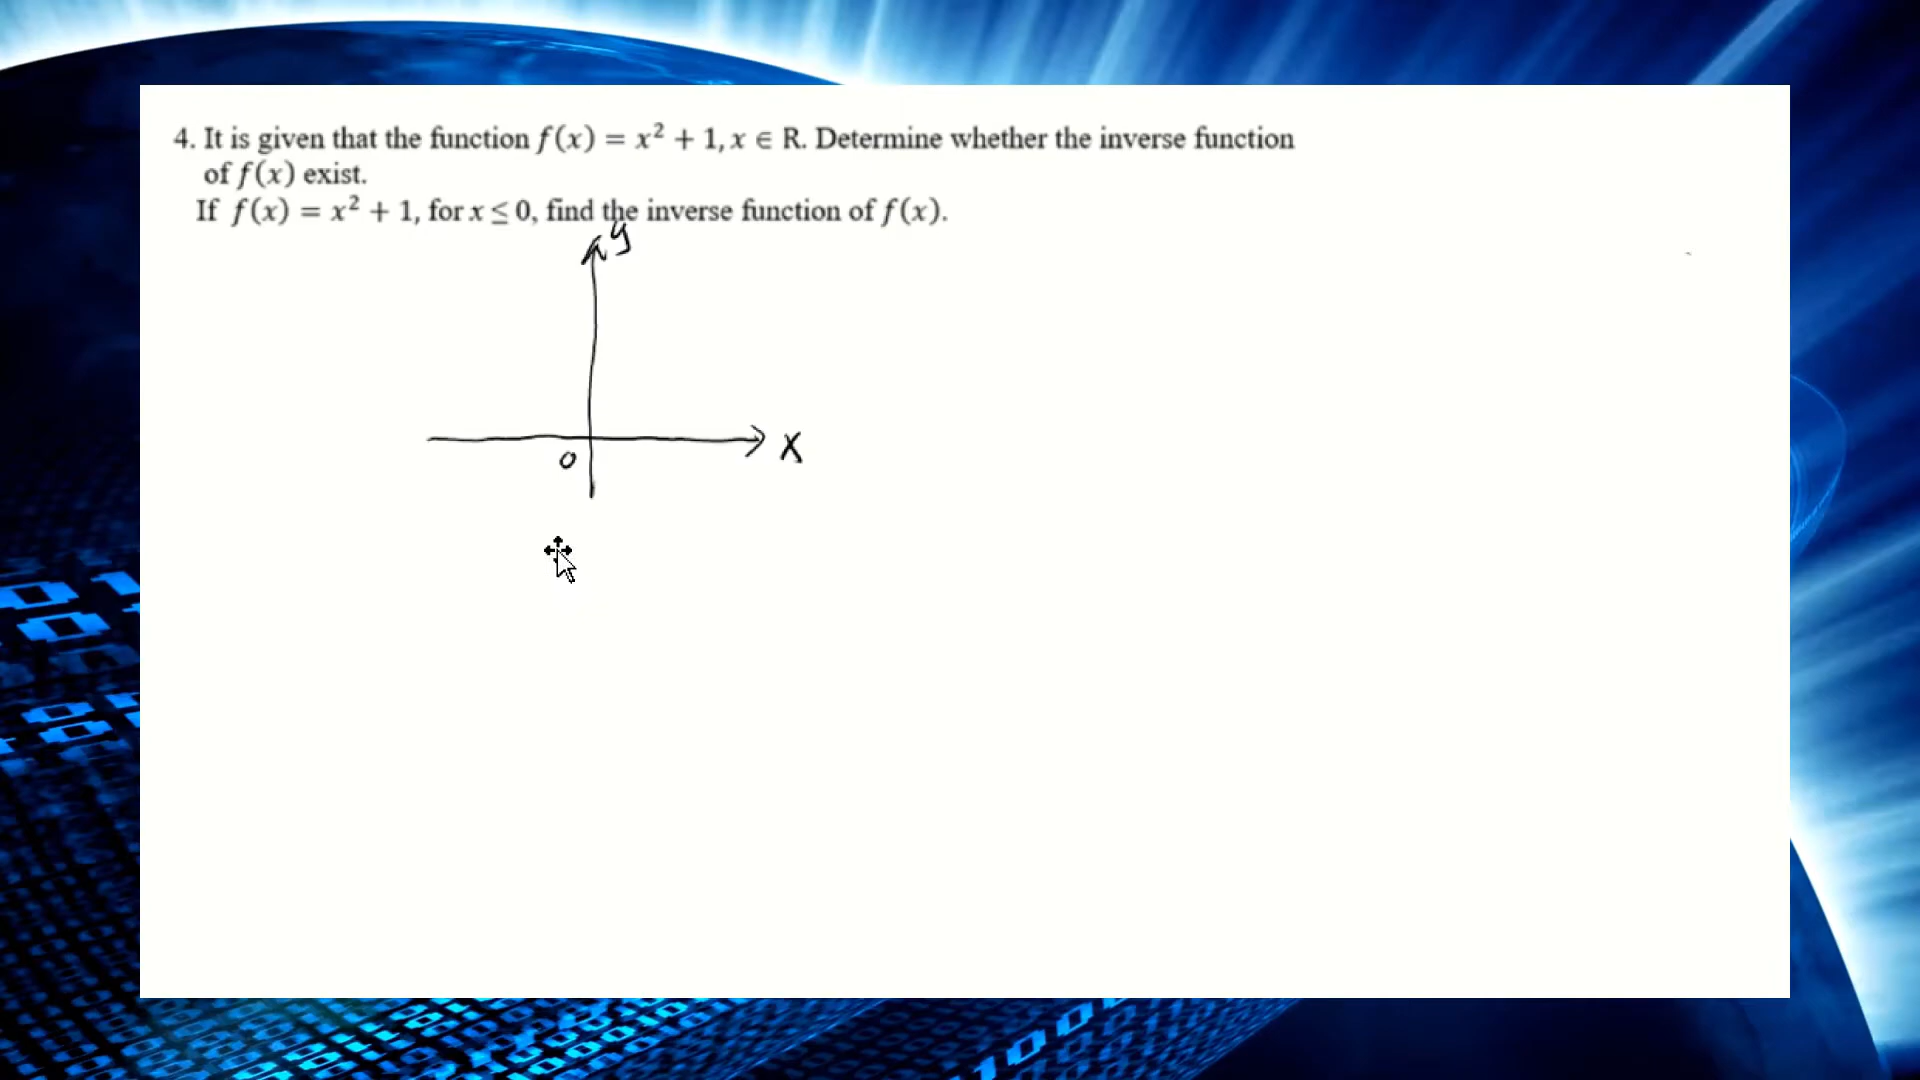 4. It is given that the function f(x) = x² + 1, x ∈ R. Determine whether the inverse function
of f(x) exist.
If f(x) = x² + 1, for x ≤ 0, find the inverse function of f(x).
y
X
0